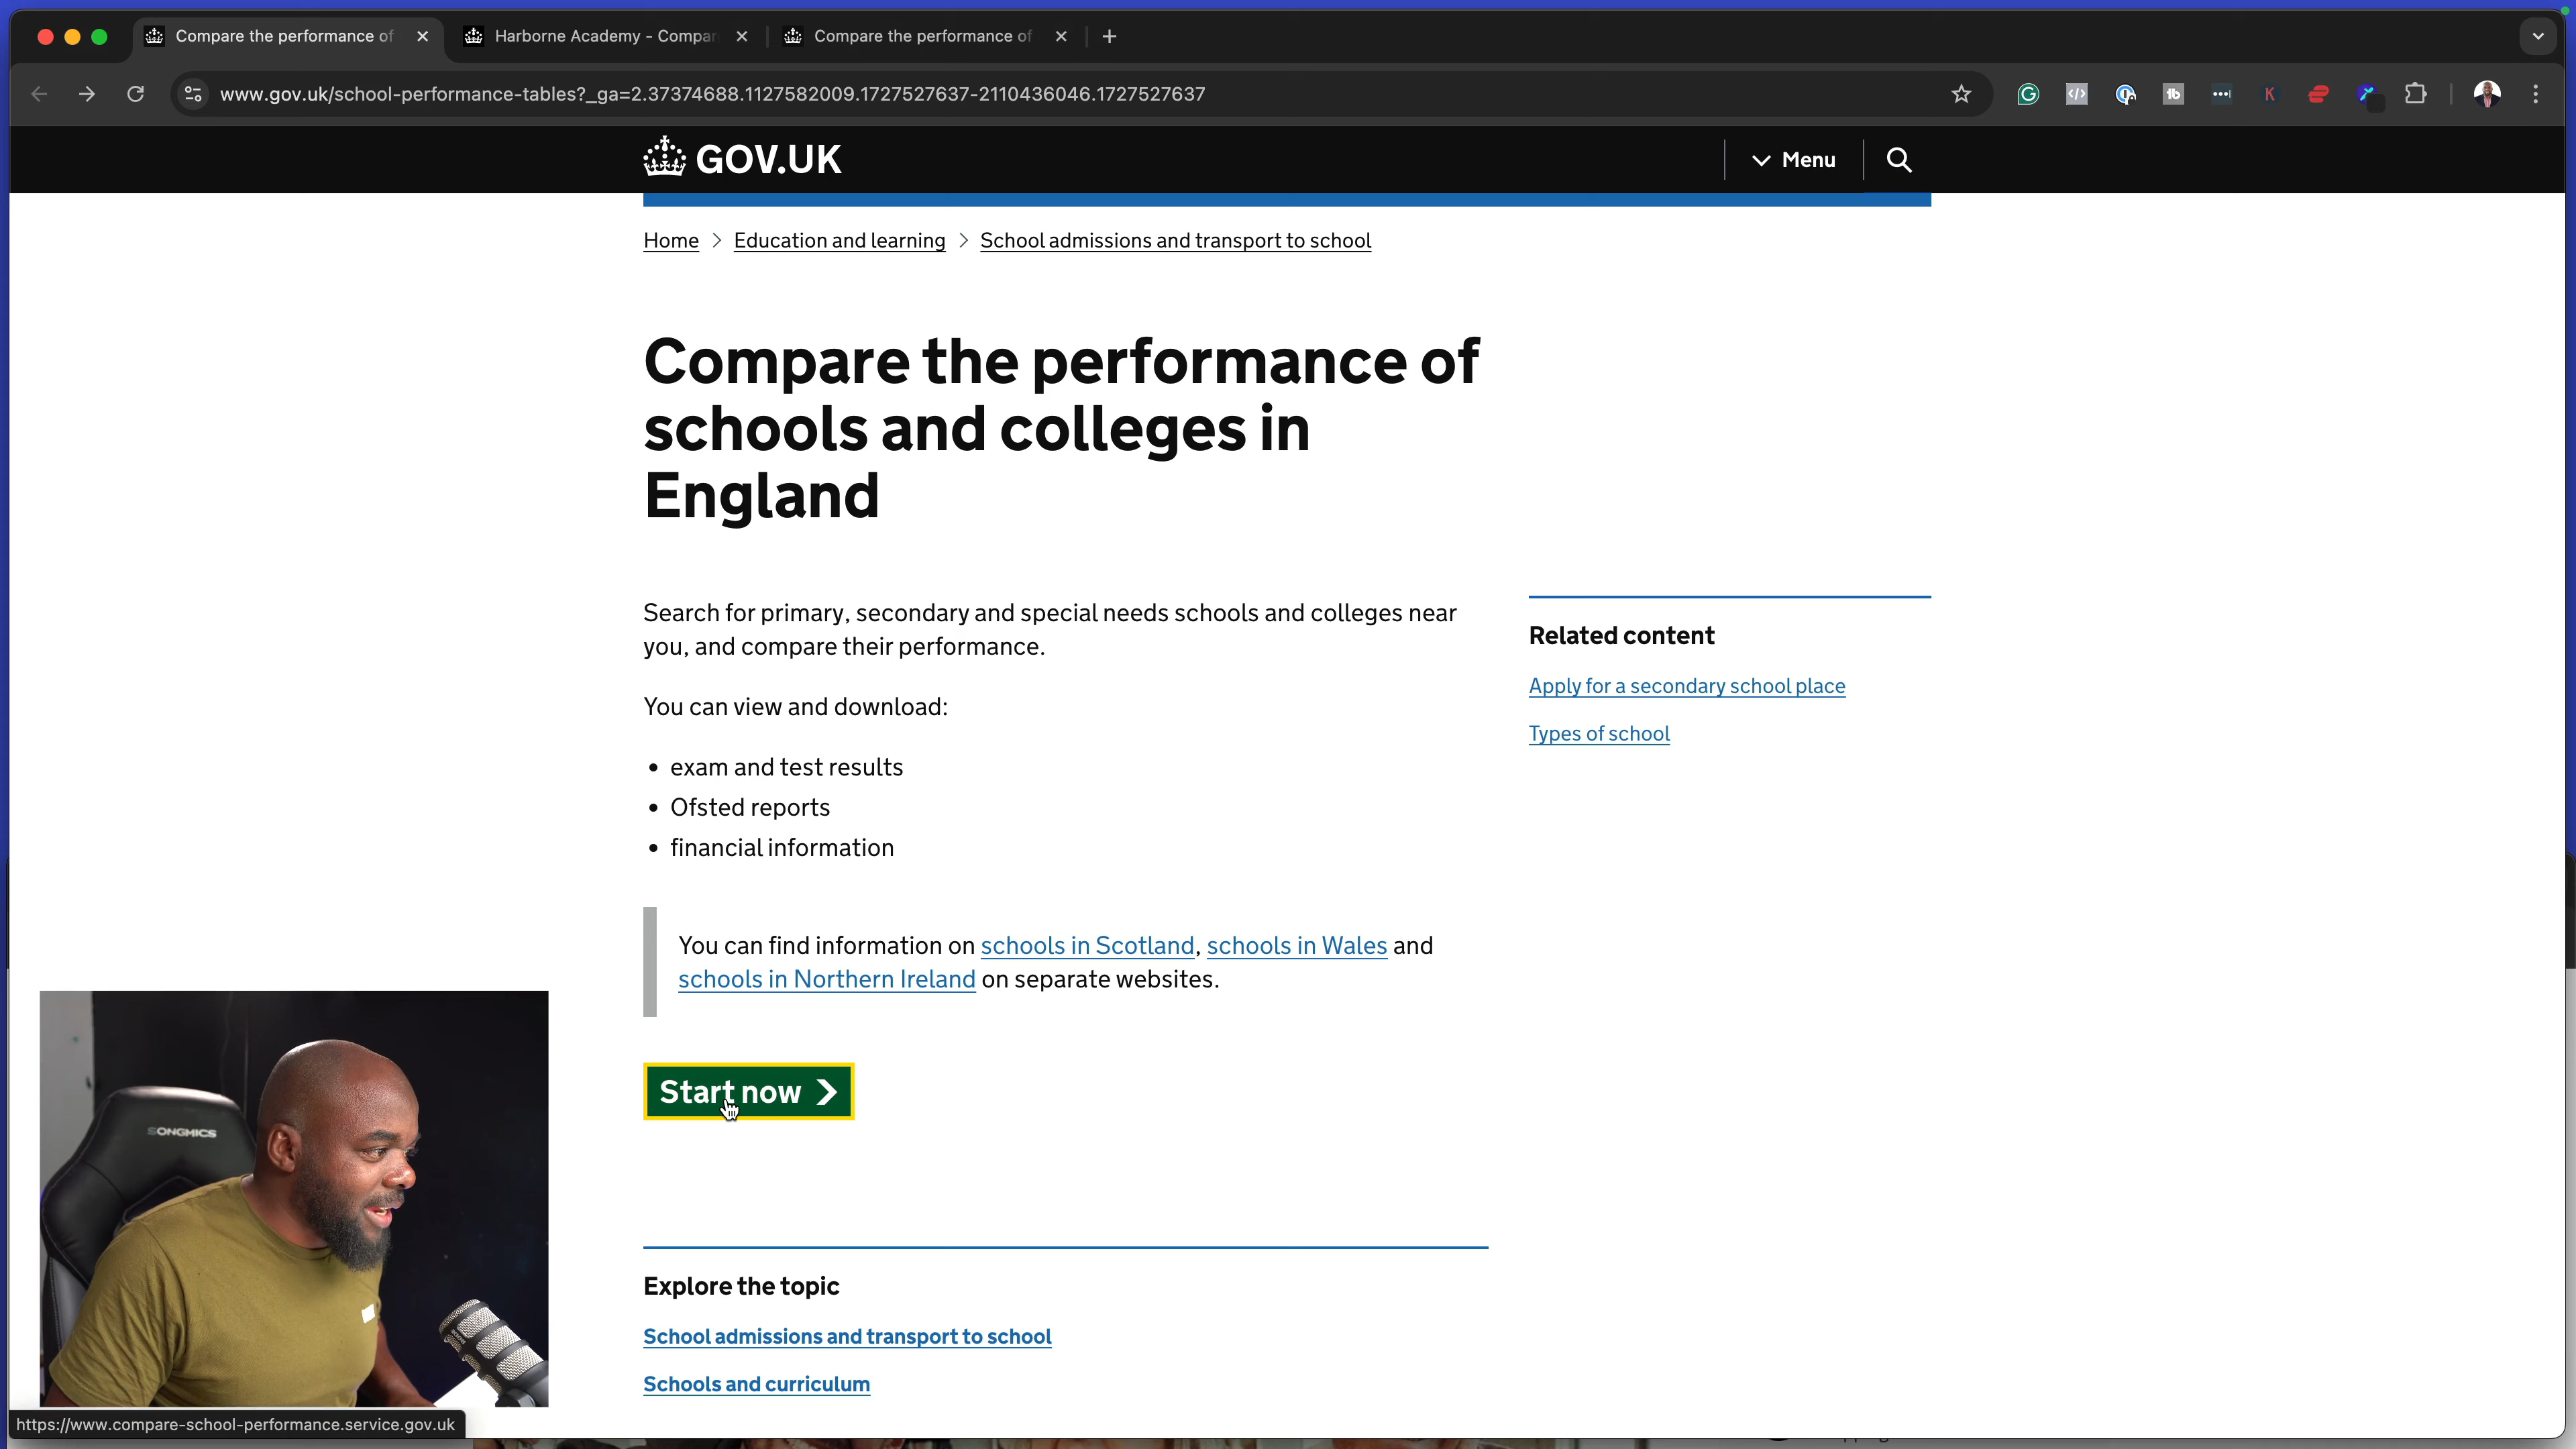 Compare the performance of
Harborne Academy - Compar
Compare the performance of
www.gov.uk/school-performance-tables?_ga=2.37374688.1127582009.1727527637-2110436046.1727527637
GOV.UK
Menu
Home > Education and learning > School admissions and transport to school
Compare the performance of
schools and colleges in
England
Search for primary, secondary and special needs schools and colleges near
you, and compare their performance.
You can view and download:
• exam and test results
• Ofsted reports
• financial information
You can find information on schools in Scotland, schools in Wales and
schools in Northern Ireland on separate websites.
Start now
Related content
Apply for a secondary school place
Types of school
SONGMICS
Explore the topic
School admissions and transport to school
Schools and curriculum
https://www.compare-school-performance.service.gov.uk